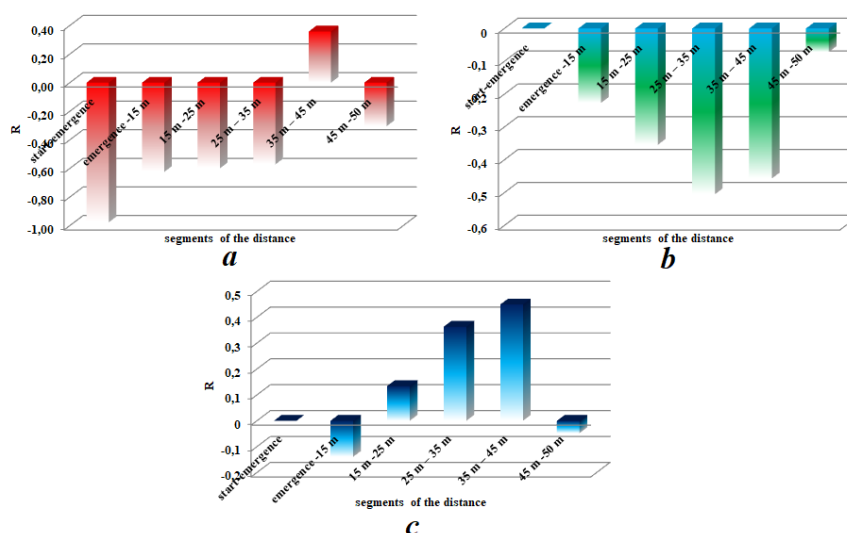 0,40
0,20
0,00
-0,20
-0,40
-0,60
-0,80
-1,00
R
start-emergence
emergence -15 m
15 m -25 m
25 m – 35 m
35 m – 45 m
45 m -50 m
segments of the distance
a
0
-0,1
-0,2
-0,3
-0,4
-0,5
-0,6
R
start-emergence
emergence -15 m
15 m -25 m
25 m – 35 m
35 m – 45 m
45 m -50 m
segments of the distance
b
0,5
0,4
0,3
0,2
0,1
0
-0,1
-0,2
R
start-emergence
emergence -15 m
15 m -25 m
25 m – 35 m
35 m – 45 m
45 m -50 m
segments of the distance
c